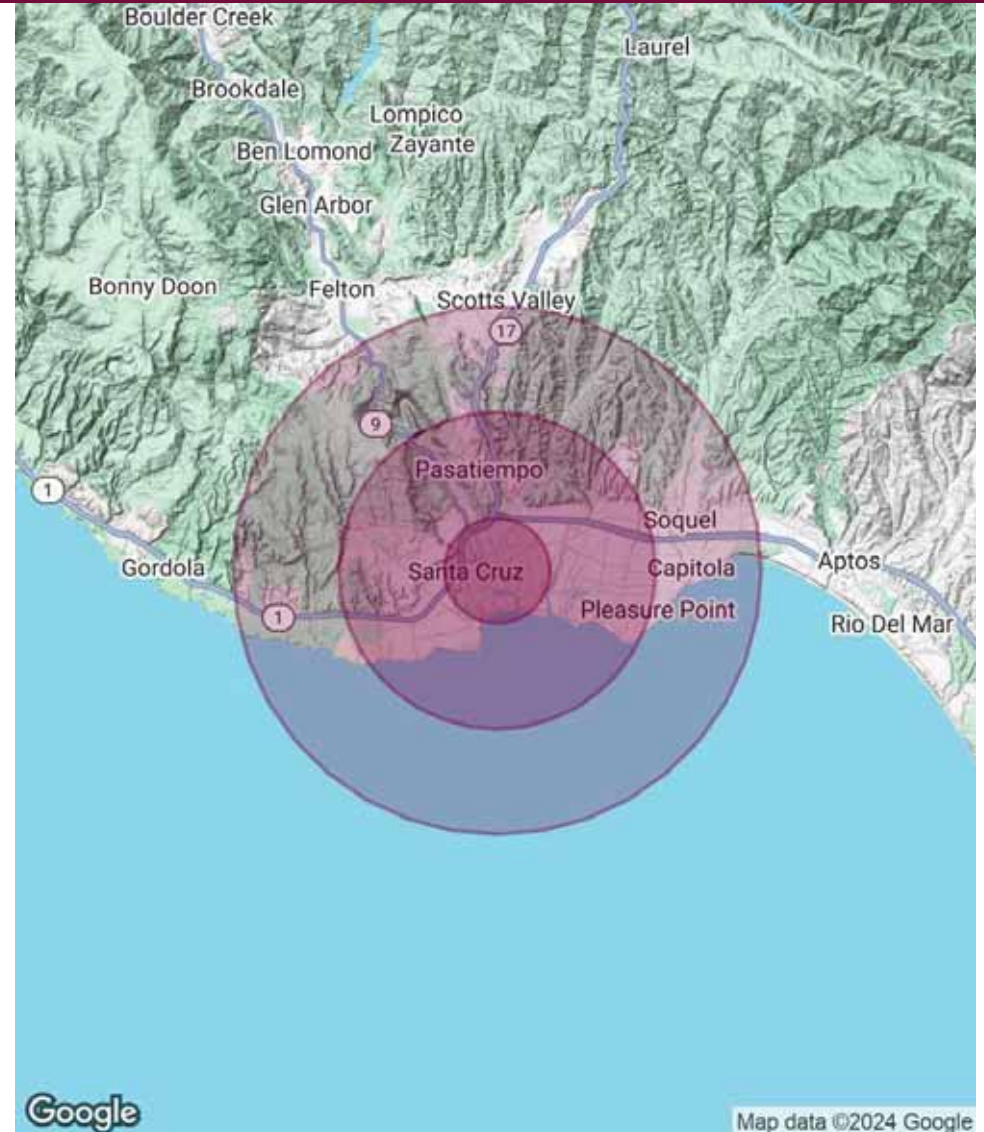 Boulder Creek
Laurel
Brookdale
Lompico
Zayante
Ben Lomond
Glen Arbor
Bonny Doon
Felton
Scotts Valley
17
9
Pasatiempo
1
Soquel
Gordola
Santa Cruz
Capitola
Aptos
1
Pleasure Point
Rio Del Mar
Google
Map data ©2024 Google